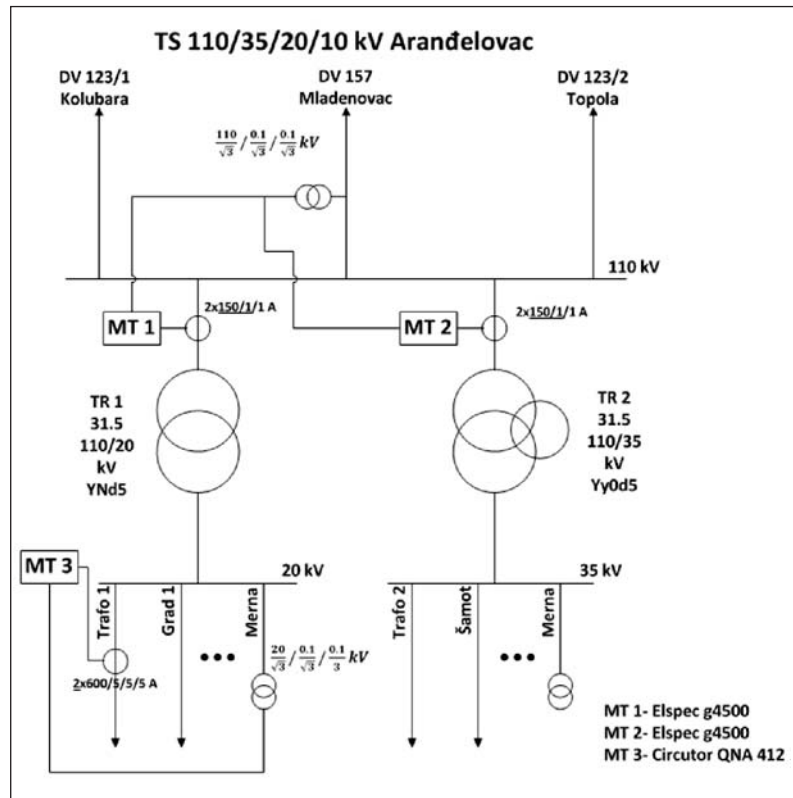 TS 110/35/20/10 kV Aranđelovac
DV 123/1
Kolubara
DV 157
Mladenovac
DV 123/2
Topola
110/√3 / 0.1/√3 / 0.1/√3 kV
110 kV
2x150/1/1 A
MT 1
2x150/1/1 A
MT 2
TR 1
31.5
110/20
kV
YNd5
TR 2
31.5
110/35
kV
Yy0d5
MT 3
20 kV
35 kV
Trafo 1
Grad 1
Merna
Trafo 2
Šamot
Merna
20/√3 / 0.1/√3 / 0.1/3 kV
2x600/5/5/5 A
MT 1- Elspec g4500
MT 2- Elspec g4500
MT 3- Circutor QNA 412